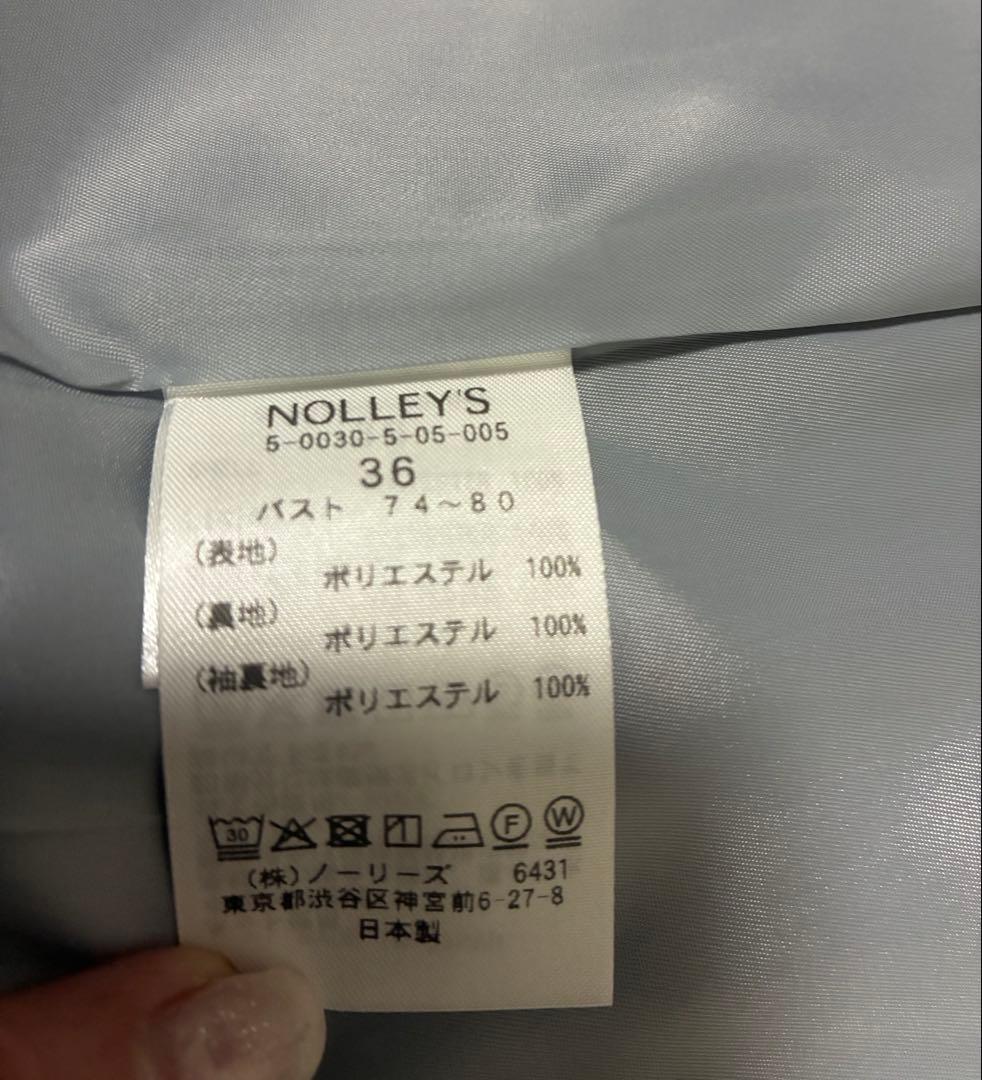 NOLLEY'S
5-0030-5-05-005
36
バスト 74〜80
(表地)
ポリエステル 100%
(裏地)
ポリエステル 100%
(袖裏地)
ポリエステル 100%
30 F W
(株)ノーリーズ 6431
東京都渋谷区神宮前6-27-8
日本製